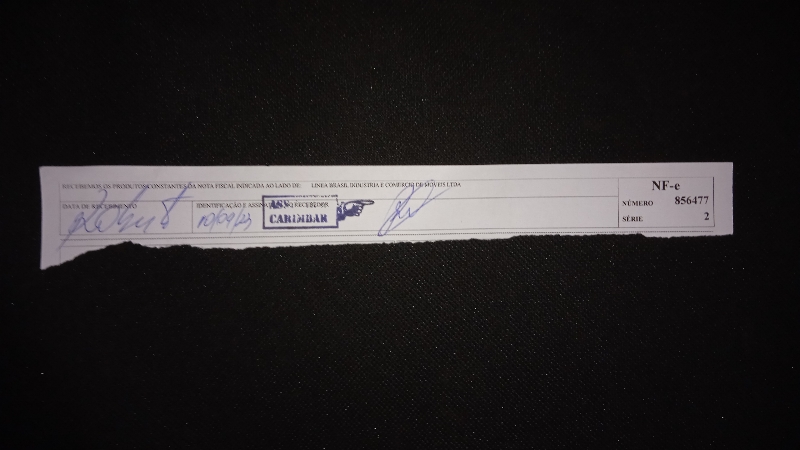 RECEBEMOS OS PRODUTOS CONSTANTES DA NOTA FISCAL INDICADA AO LADO DE: LINEA BRASIL INDUSTRIA E COMERCIO DE MOVEIS LTDA
NF-e
DATA DE RECEBIMENTO
IDENTIFICAÇÃO E ASSINATURA DO RECEBEDOR
NÚMERO 856477
SÉRIE 2
ASS.
CARIMBAR